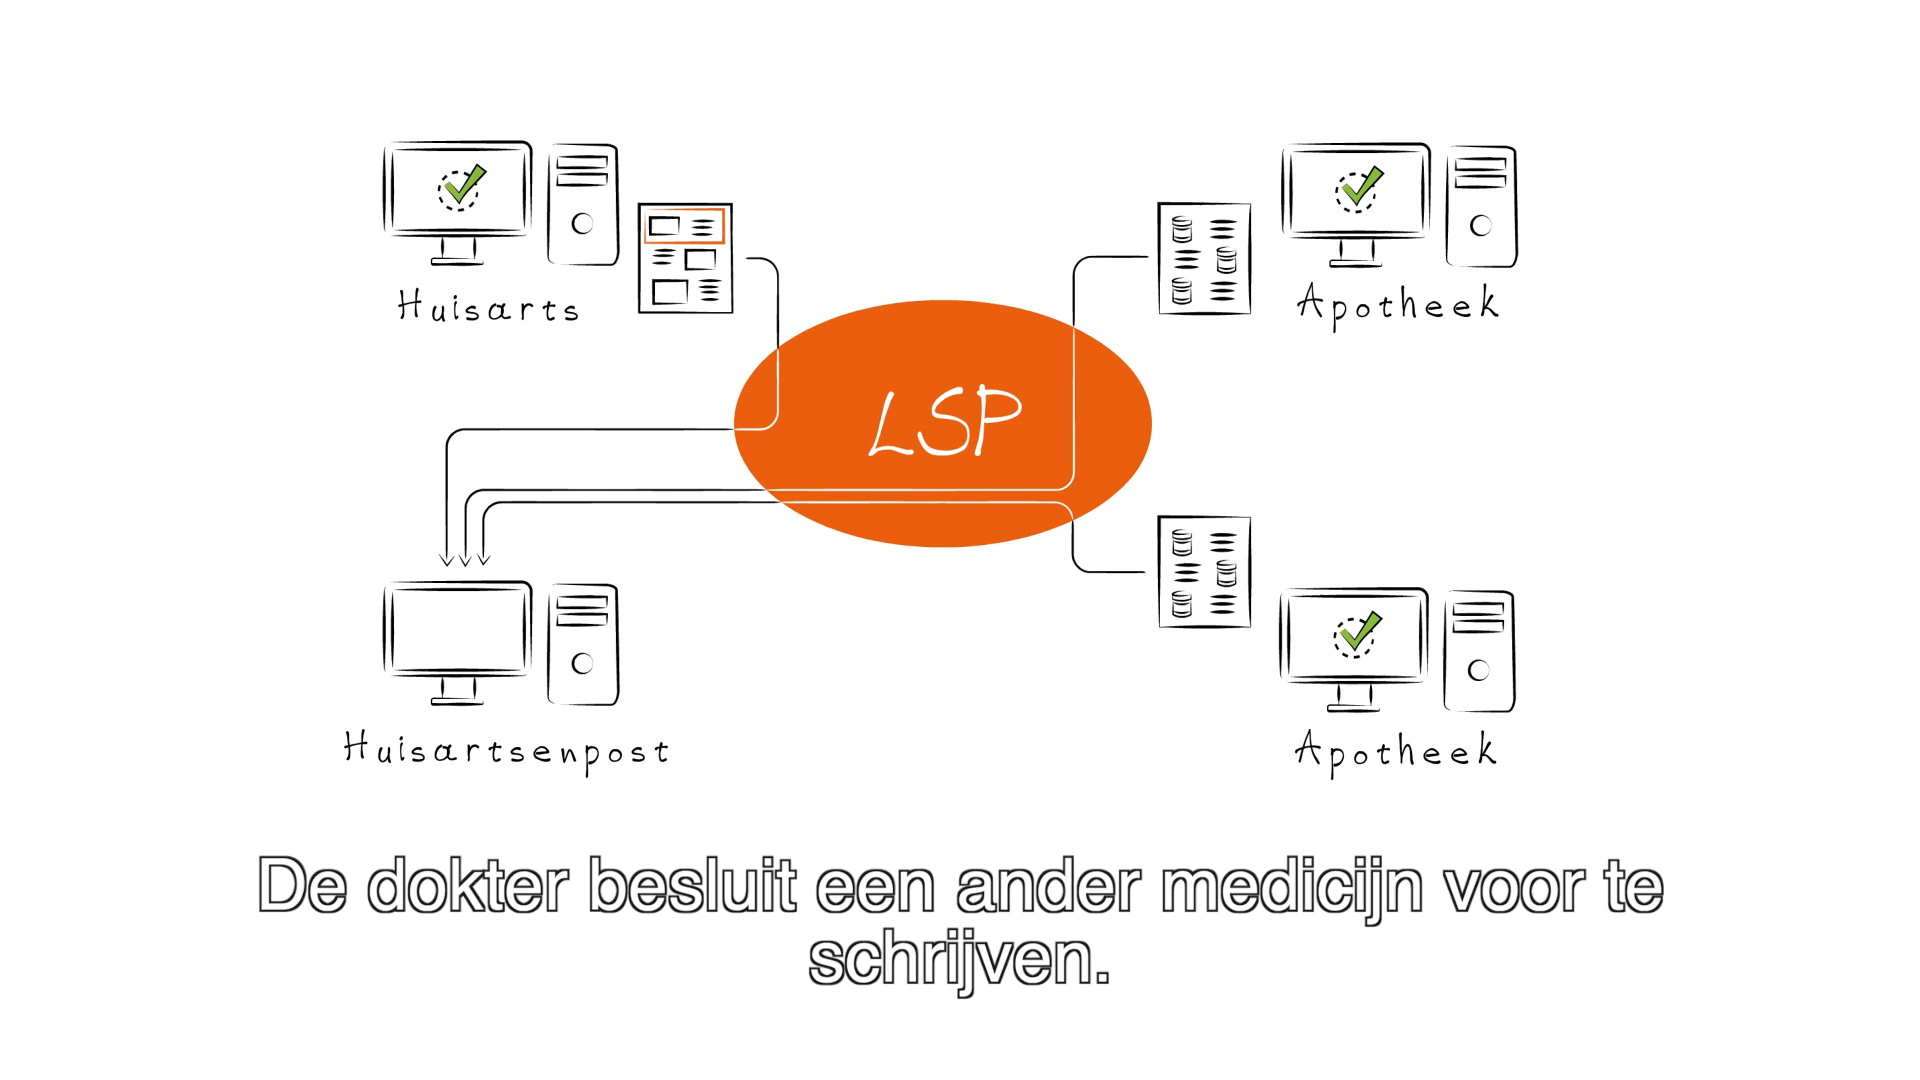 Huisarts
Apotheek
LSP
Huisartsenpost
Apotheek
De dokter besluit een ander medicijn voor te
schrijven.